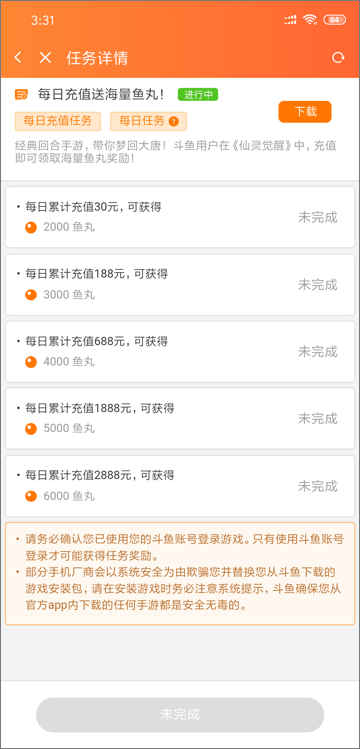 3:31
84
任务详情
每日充值送海量鱼丸！ 进行中
每日充值任务 每日任务 ?
下载
经典回合手游，带你梦回大唐！斗鱼用户在《仙灵觉醒》中，充值
即可领取海量鱼丸奖励！
· 每日累计充值30元，可获得
2000 鱼丸
未完成
· 每日累计充值188元，可获得
3000 鱼丸
未完成
· 每日累计充值688元，可获得
4000 鱼丸
未完成
· 每日累计充值1888元，可获得
5000 鱼丸
未完成
· 每日累计充值2888元，可获得
6000 鱼丸
未完成
· 请务必确认您已使用您的斗鱼账号登录游戏。只有使用斗鱼账号
登录才可能获得任务奖励。
· 部分手机厂商会以系统安全为由欺骗您并替换您从斗鱼下载的
游戏安装包，请在安装游戏时务必注意系统提示，斗鱼确保您从
官方app内下载的任何手游都是安全无毒的。
未完成